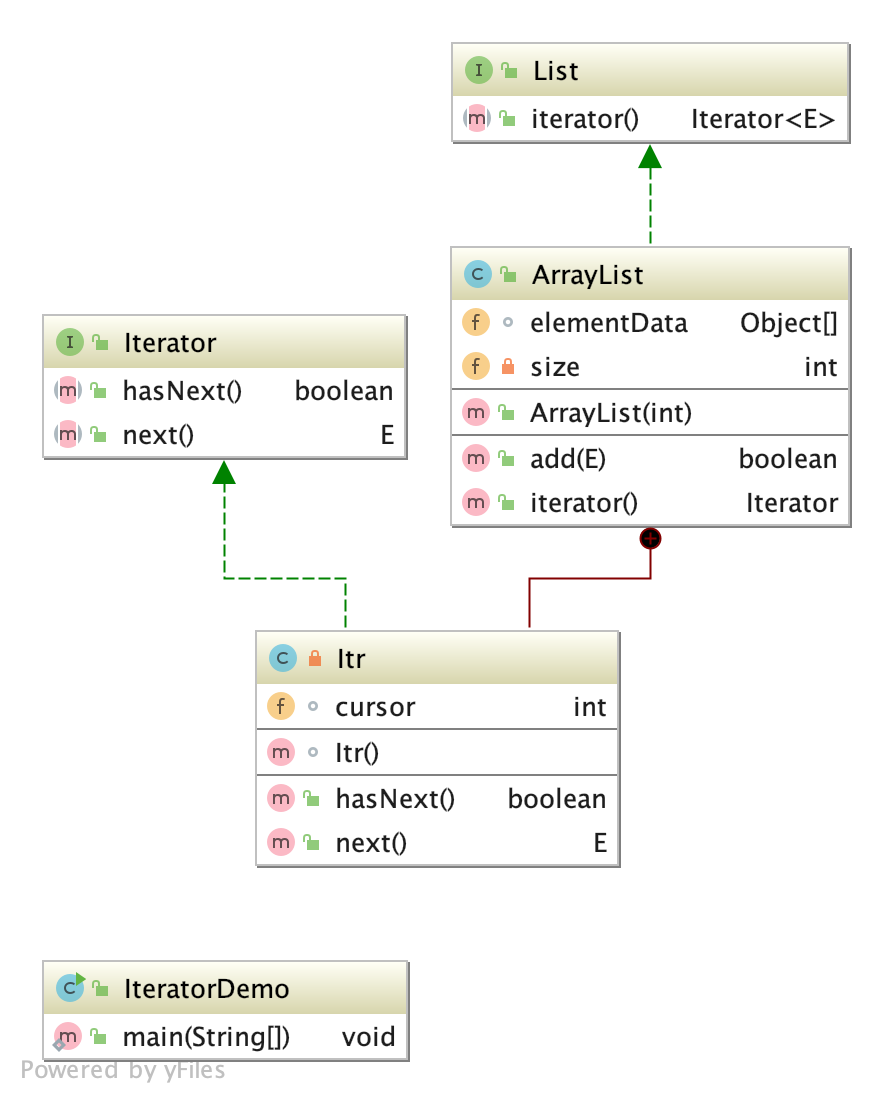 List
iterator() Iterator<E>
ArrayList
elementData Object[]
size int
ArrayList(int)
add(E) boolean
iterator() Iterator
Iterator
hasNext() boolean
next() E
Itr
cursor int
Itr()
hasNext() boolean
next() E
IteratorDemo
main(String[]) void
Powered by yFiles